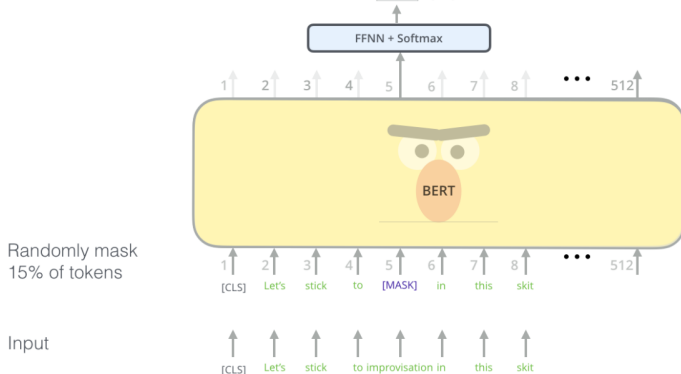 FFNN + Softmax
1 2 3 4 5 6 7 8 ••• 512
BERT
Randomly mask
15% of tokens
1 2 3 4 5 6 7 8 ••• 512
[CLS] Let's stick to [MASK] in this skit
Input
[CLS] Let's stick to improvisation in this skit